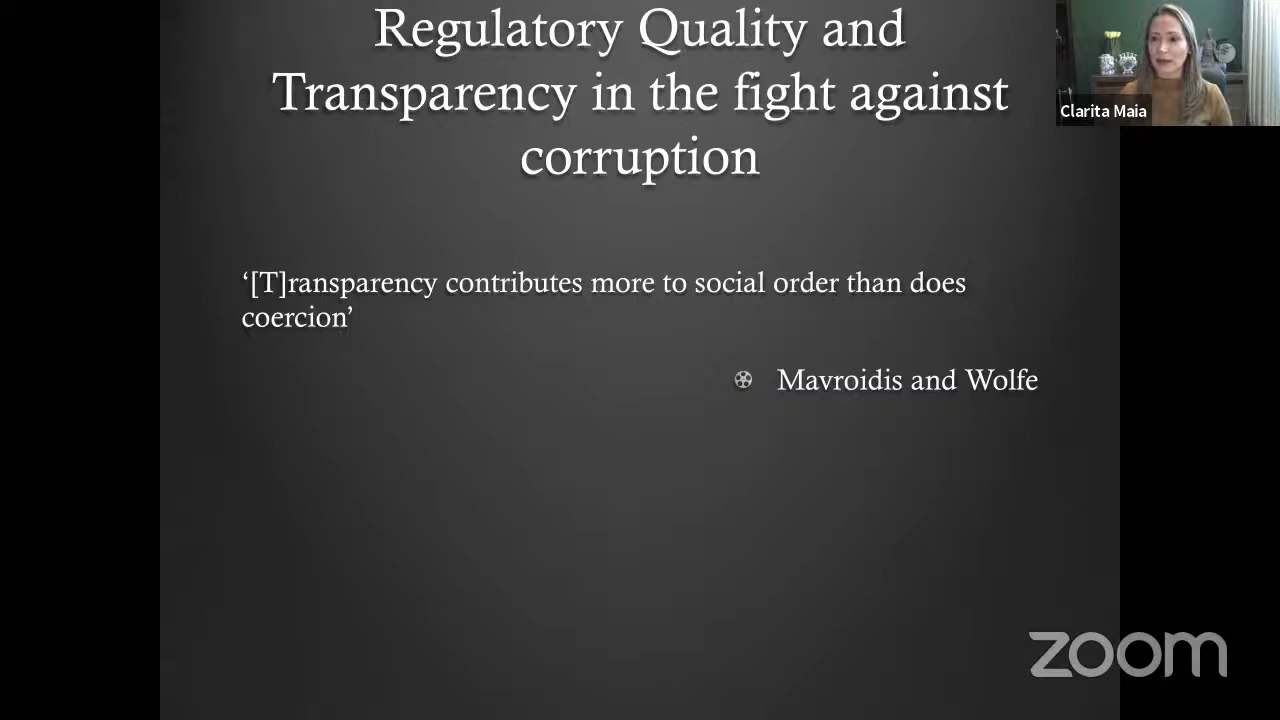 Regulatory Quality and
Transparency in the fight against
corruption
Clarita Maia
‘[T]ransparency contributes more to social order than does
coercion’
Mavroidis and Wolfe
zoom